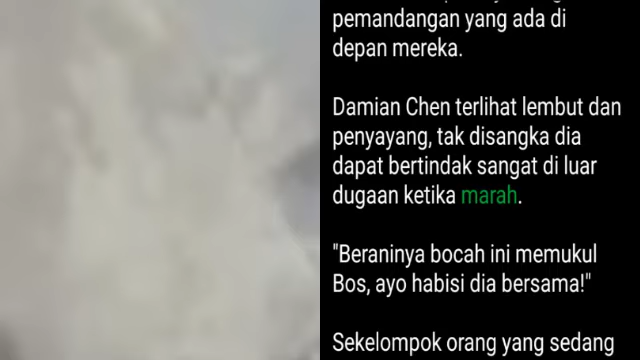 pemandangan yang ada di
depan mereka.
Damian Chen terlihat lembut dan
penyayang, tak disangka dia
dapat bertindak sangat di luar
dugaan ketika marah.
"Beraninya bocah ini memukul
Bos, ayo habisi dia bersama!"
Sekelompok orang yang sedang